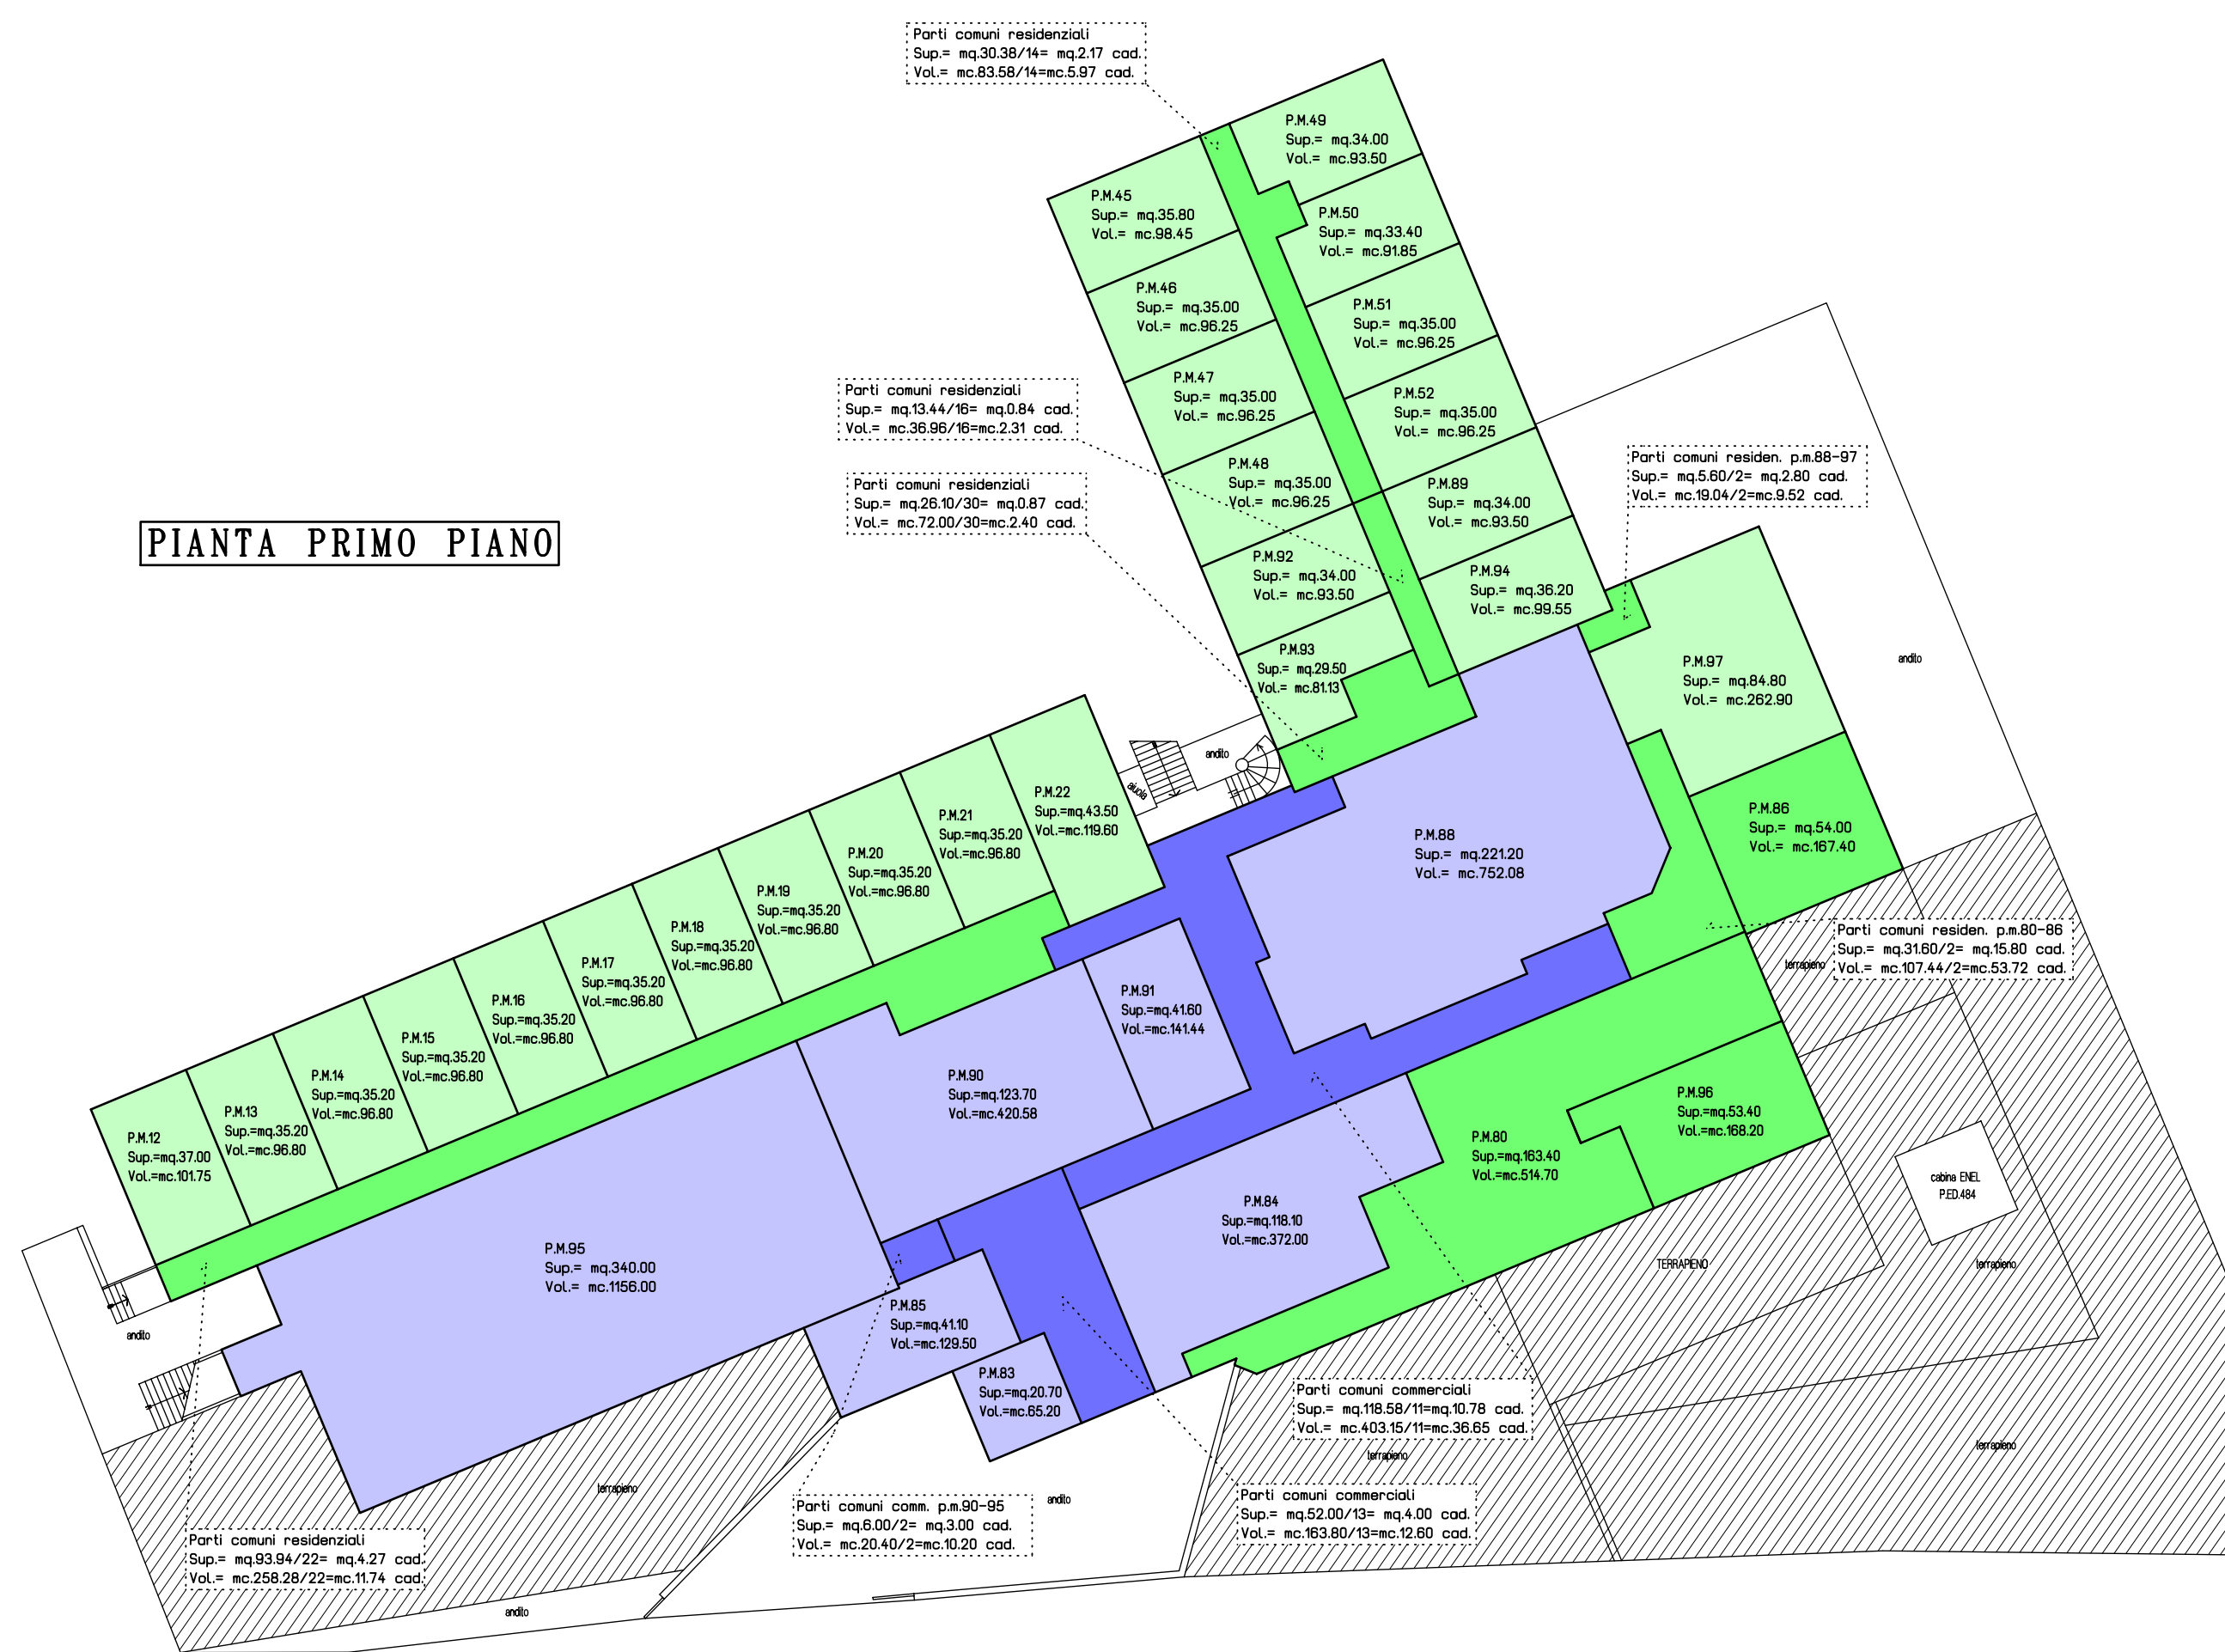 Parti comuni residenziali
Sup.= mq.30.38/14= mq.2.17 cad.
Vol.= mc.83.58/14=mc.5.97 cad.
P.M.49
Sup.= mq.34.00
Vol.= mc.93.50
P.M.45
Sup.= mq.35.80
Vol.= mc.98.45
P.M.50
Sup.= mq.33.40
Vol.= mc.91.85
P.M.46
Sup.= mq.35.00
Vol.= mc.96.25
P.M.51
Sup.= mq.35.00
Vol.= mc.96.25
P.M.47
Sup.= mq.35.00
Vol.= mc.96.25
Parti comuni residenziali
Sup.= mq.13.44/16= mq.0.84 cad.
Vol.= mc.36.96/16=mc.2.31 cad.
P.M.52
Sup.= mq.35.00
Vol.= mc.96.25
P.M.48
Sup.= mq.35.00
Vol.= mc.96.25
Parti comuni residen. p.m.88-97
Sup.= mq.5.60/2= mq.2.80 cad.
Vol.= mc.19.04/2=mc.9.52 cad.
Parti comuni residenziali
Sup.= mq.26.10/30= mq.0.87 cad.
Vol.= mc.72.00/30=mc.2.40 cad.
P.M.89
Sup.= mq.34.00
Vol.= mc.93.50
PIANTA PRIMO PIANO
P.M.92
Sup.= mq.34.00
Vol.= mc.93.50
P.M.94
Sup.= mq.36.20
Vol.= mc.99.55
P.M.93
Sup.= mq.29.50
Vol.= mc.81.13
P.M.97
Sup.= mq.84.80
Vol.= mc.262.90
andito
andito
aiuola
P.M.22
Sup.=mq.43.50
Vol.=mc.119.60
P.M.21
Sup.=mq.35.20
Vol.=mc.96.80
P.M.86
Sup.= mq.54.00
Vol.= mc.167.40
P.M.88
Sup.= mq.221.20
Vol.= mc.752.08
P.M.20
Sup.=mq.35.20
Vol.=mc.96.80
P.M.19
Sup.=mq.35.20
Vol.=mc.96.80
P.M.18
Sup.=mq.35.20
Vol.=mc.96.80
P.M.17
Sup.=mq.35.20
Vol.=mc.96.80
P.M.16
Sup.=mq.35.20
Vol.=mc.96.80
P.M.15
Sup.=mq.35.20
Vol.=mc.96.80
P.M.14
Sup.=mq.35.20
Vol.=mc.96.80
P.M.13
Sup.=mq.35.20
Vol.=mc.96.80
P.M.12
Sup.=mq.37.00
Vol.=mc.101.75
Parti comuni residen. p.m.80-86
Sup.= mq.31.60/2= mq.15.80 cad.
Vol.= mc.107.44/2=mc.53.72 cad.
terrapieno
P.M.91
Sup.=mq.41.60
Vol.=mc.141.44
P.M.90
Sup.=mq.123.70
Vol.=mc.420.58
P.M.96
Sup.=mq.53.40
Vol.=mc.168.20
P.M.80
Sup.=mq.163.40
Vol.=mc.514.70
cabina ENEL
P.ED.484
P.M.84
Sup.=mq.118.10
Vol.=mc.372.00
P.M.95
Sup.= mq.340.00
Vol.= mc.1156.00
TERRAPIENO
terrapieno
andito
P.M.85
Sup.=mq.41.10
Vol.=mc.129.50
P.M.83
Sup.=mq.20.70
Vol.=mc.65.20
Parti comuni commerciali
Sup.= mq.118.58/11=mq.10.78 cad.
Vol.= mc.403.15/11=mc.36.65 cad.
terrapieno
terrapieno
terrapieno
andito
Parti comuni commerciali
Sup.= mq.52.00/13= mq.4.00 cad.
Vol.= mc.163.80/13=mc.12.60 cad.
Parti comuni comm. p.m.90-95
Sup.= mq.6.00/2= mq.3.00 cad.
Vol.= mc.20.40/2=mc.10.20 cad.
Parti comuni residenziali
Sup.= mq.93.94/22= mq.4.27 cad.
Vol.= mc.258.28/22=mc.11.74 cad.
andito